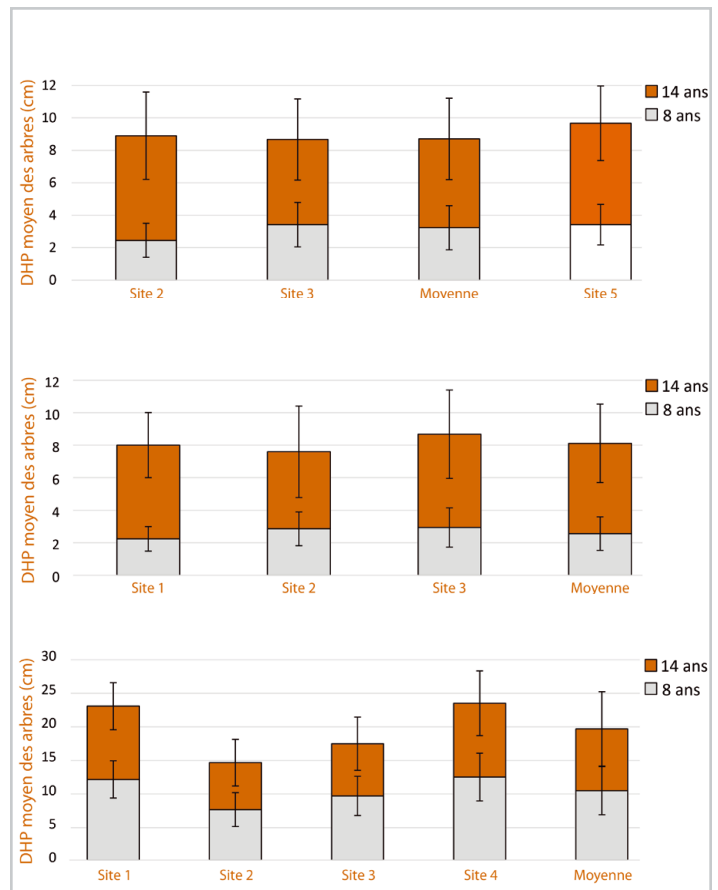 DHP moyen des arbres (cm)
12
10
8
6
4
2
0
14 ans
8 ans
Site 2 Site 3 Moyenne Site 5
DHP moyen des arbres (cm)
12
10
8
6
4
2
0
14 ans
8 ans
Site 1 Site 2 Site 3 Moyenne
DHP moyen des arbres (cm)
30
25
20
15
10
5
0
14 ans
8 ans
Site 1 Site 2 Site 3 Site 4 Moyenne